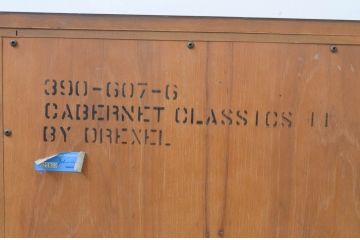 390-607-6
CABERNET CLASSICS II
BY DREXEL